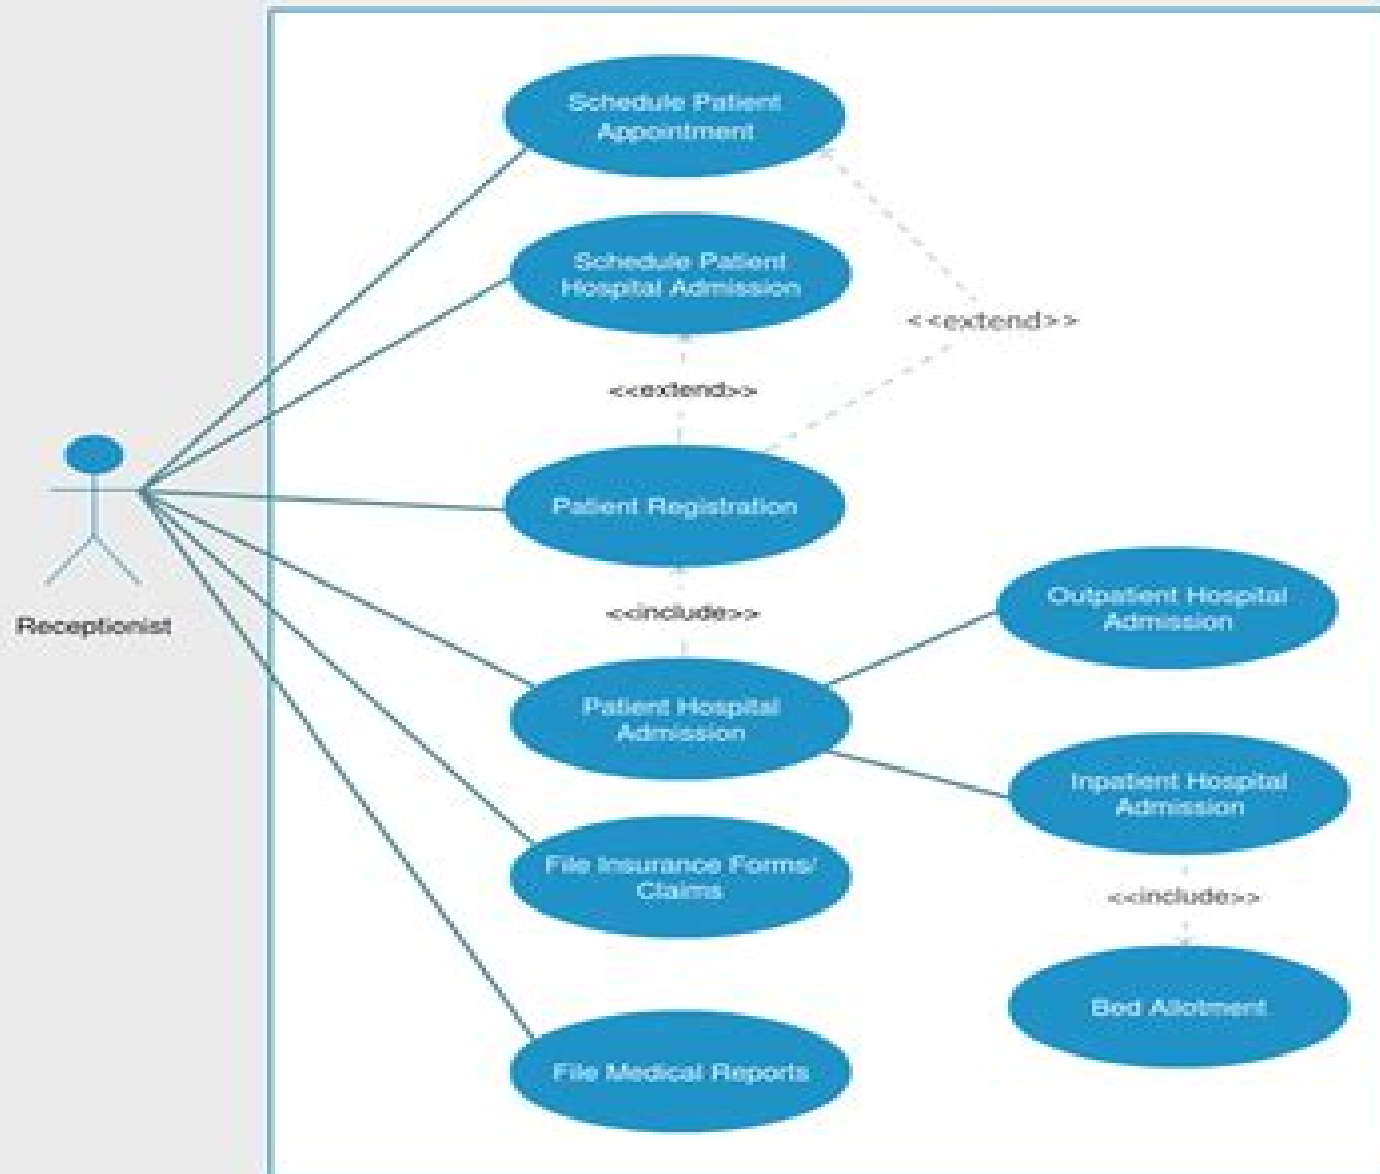 Schedule Patient
Appointment
Schedule Patient
Hospital Admission
<<extend>>
<<extend>>
Patient Registration
Receptionist
<<include>>
Outpatient Hospital
Admission
Patient Hospital
Admission
Inpatient Hospital
Admission
File Insurance Forms/
Claims
<<include>>
Bed Allotment
File Medical Reports